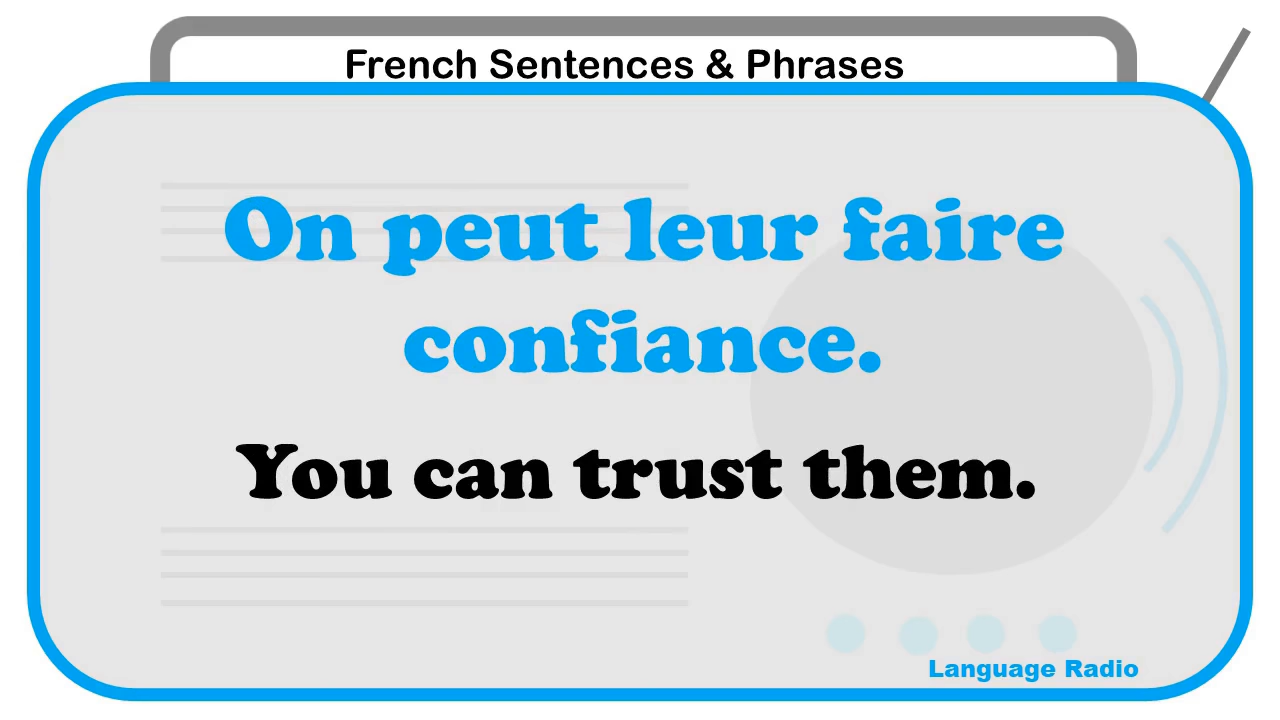 French Sentences & Phrases
On peut leur faire
confiance.
You can trust them.
Language Radio